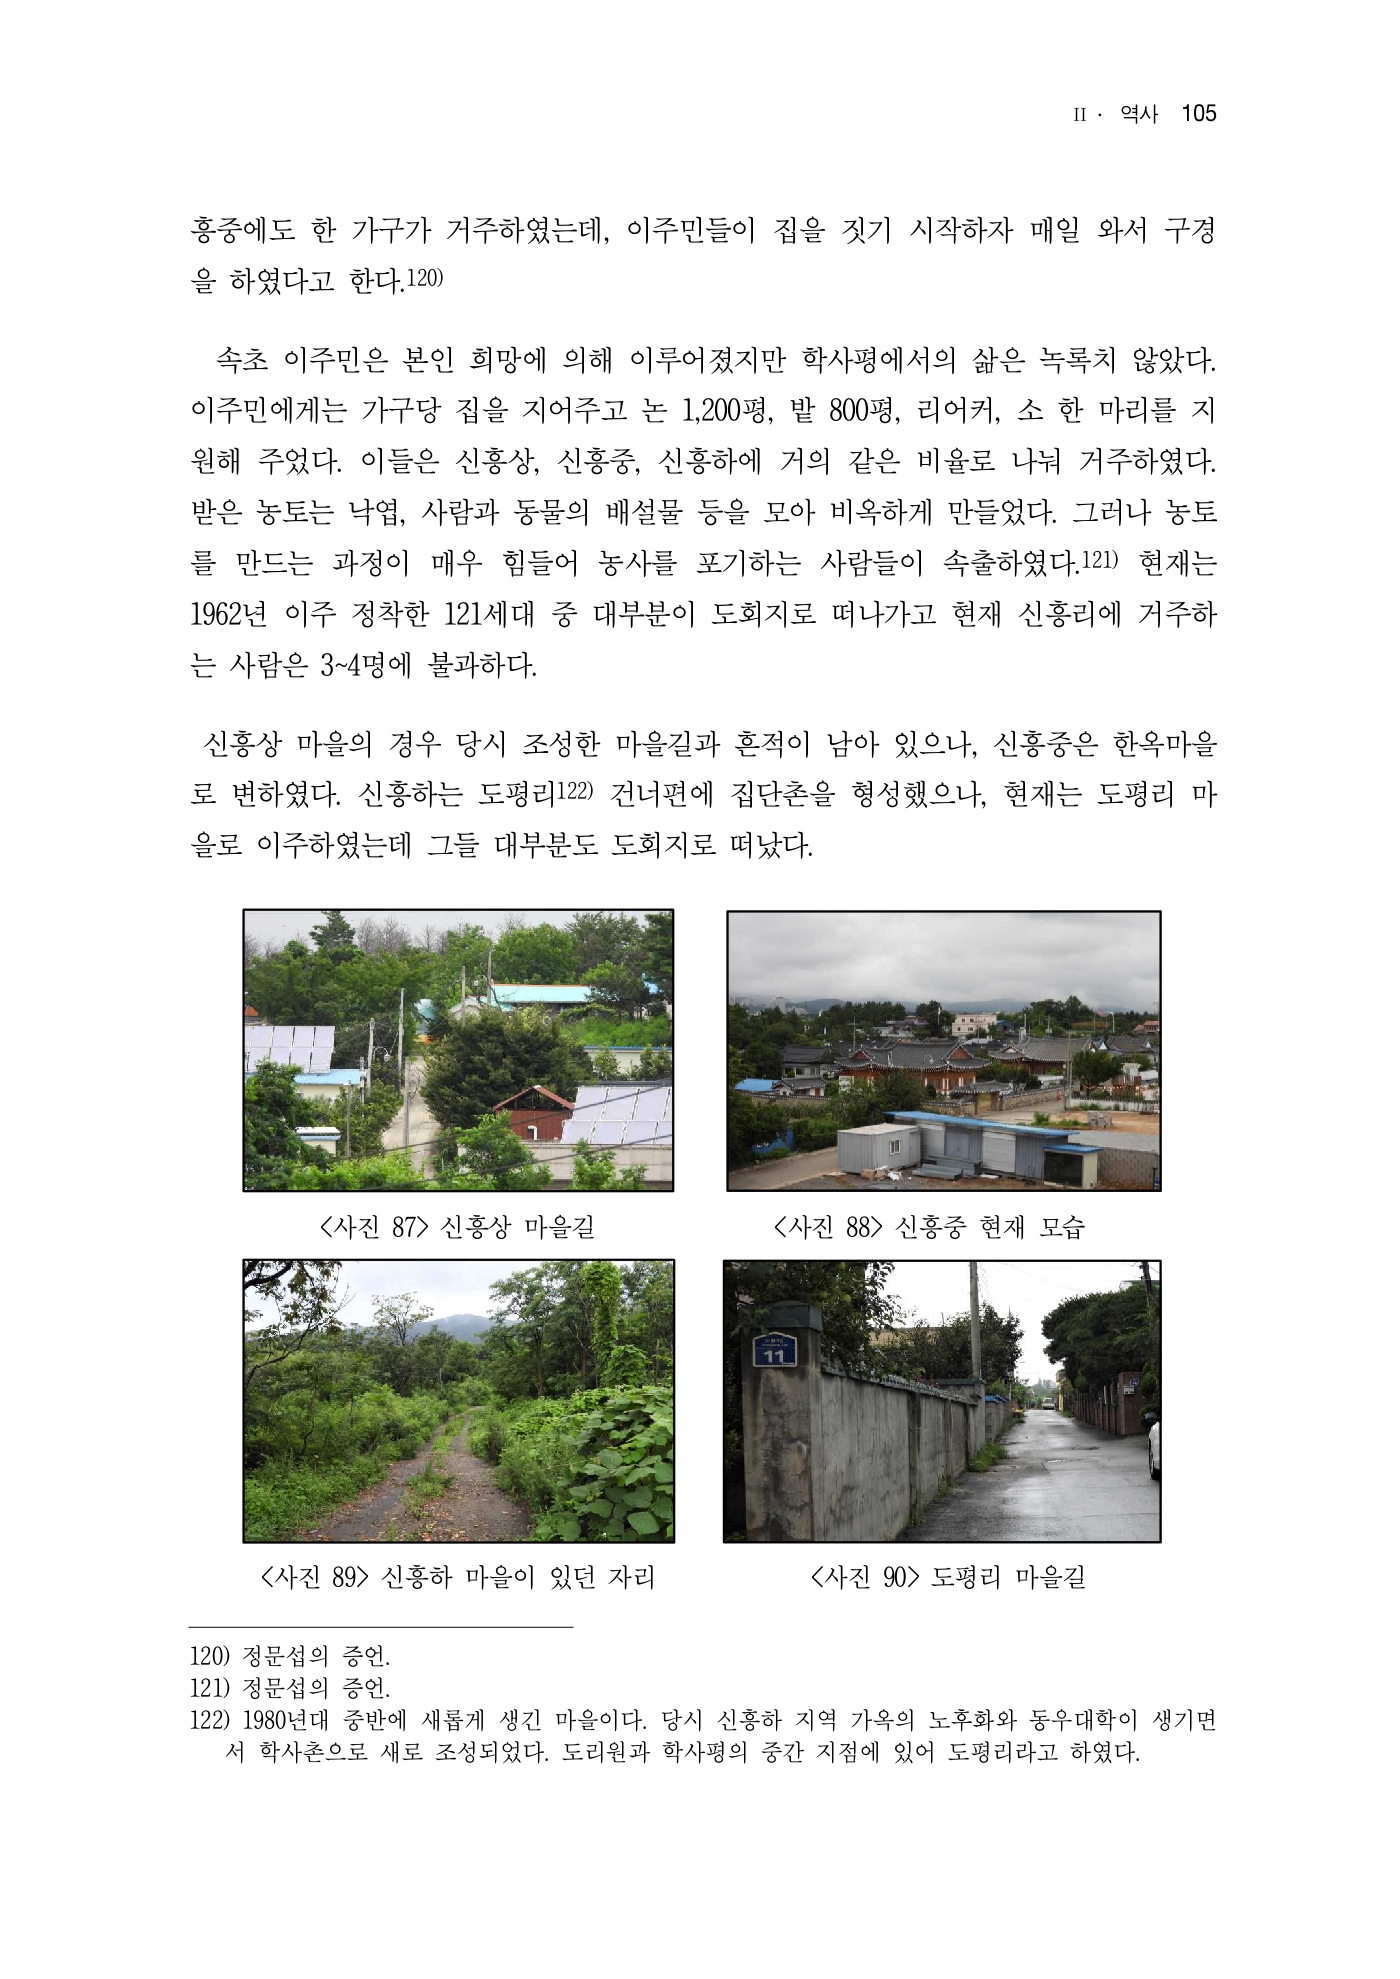 II · 역사 105
흥중에도 한 가구가 거주하였는데, 이주민들이 집을 짓기 시작하자 매일 와서 구경
을 하였다고 한다.120)
속초 이주민은 본인 희망에 의해 이루어졌지만 학사평에서의 삶은 녹록치 않았다.
이주민에게는 가구당 집을 지어주고 논 1,200평, 밭 800평, 리어커, 소 한 마리를 지
원해 주었다. 이들은 신흥상, 신흥중, 신흥하에 거의 같은 비율로 나눠 거주하였다.
받은 농토는 낙엽, 사람과 동물의 배설물 등을 모아 비옥하게 만들었다. 그러나 농토
를 만드는 과정이 매우 힘들어 농사를 포기하는 사람들이 속출하였다.121) 현재는
1962년 이주 정착한 121세대 중 대부분이 도회지로 떠나가고 현재 신흥리에 거주하
는 사람은 3~4명에 불과하다.
신흥상 마을의 경우 당시 조성한 마을길과 흔적이 남아 있으나, 신흥중은 한옥마을
로 변하였다. 신흥하는 도평리122) 건너편에 집단촌을 형성했으나, 현재는 도평리 마
을로 이주하였는데 그들 대부분도 도회지로 떠났다.
<사진 87> 신흥상 마을길
<사진 88> 신흥중 현재 모습
11
<사진 89> 신흥하 마을이 있던 자리
<사진 90> 도평리 마을길
120) 정문섭의 증언.
121) 정문섭의 증언.
122) 1980년대 중반에 새롭게 생긴 마을이다. 당시 신흥하 지역 가옥의 노후화와 동우대학이 생기면
서 학사촌으로 새로 조성되었다. 도리원과 학사평의 중간 지점에 있어 도평리라고 하였다.